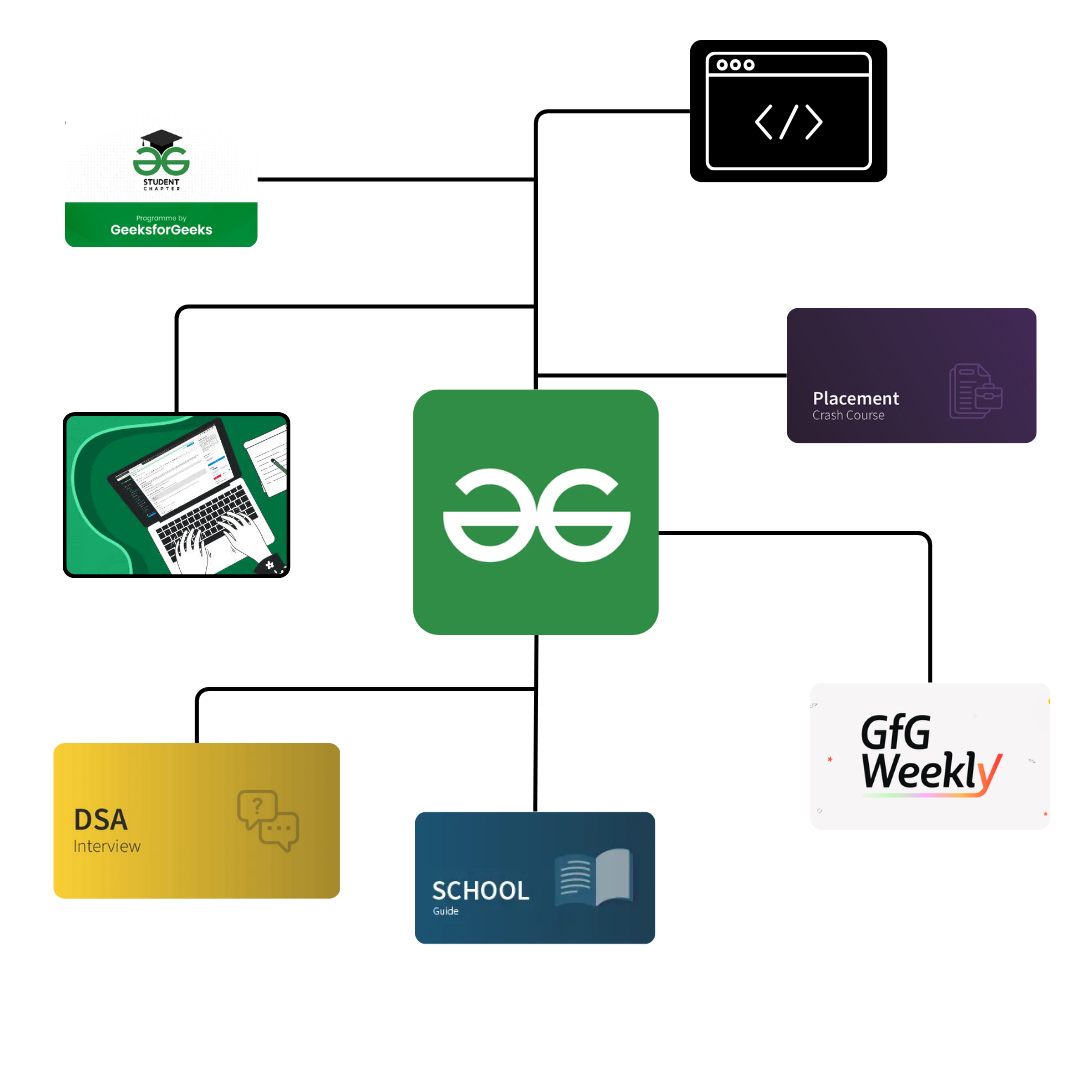 STUDENT
CHAPTER
Programme by
GeeksforGeeks
</>
Placement
Crash Course
GfG
Weekly
DSA
Interview
?
SCHOOL
Guide